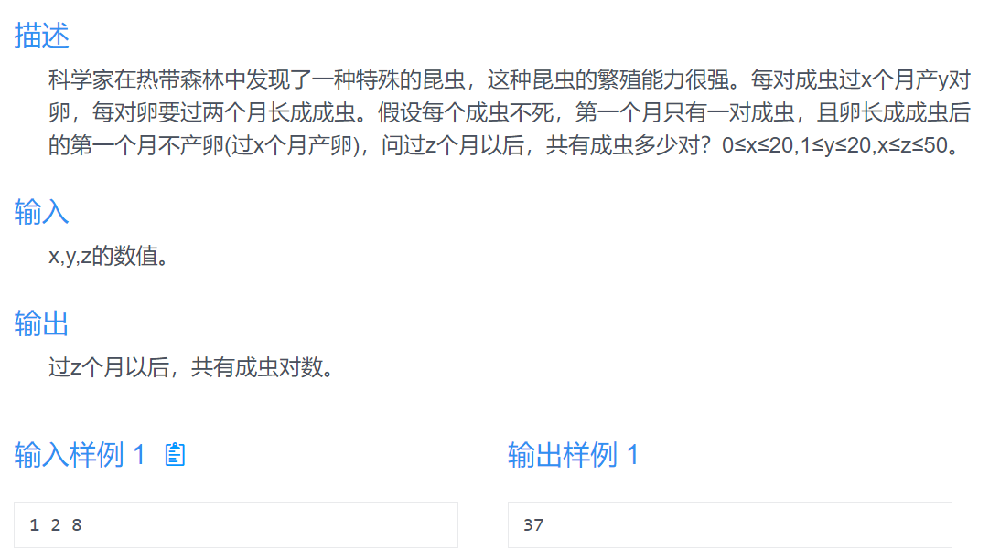 描述
科学家在热带森林中发现了一种特殊的昆虫，这种昆虫的繁殖能力很强。每对成虫过x个月产y对
卵，每对卵要过两个月长成成虫。假设每个成虫不死，第一个月只有一对成虫，且卵长成成虫后
的第一个月不产卵(过x个月产卵)，问过z个月以后，共有成虫多少对？0≤x≤20,1≤y≤20,x≤z≤50。
输入
x,y,z的数值。
输出
过z个月以后，共有成虫对数。
输入样例 1
输出样例 1
1 2 8
37